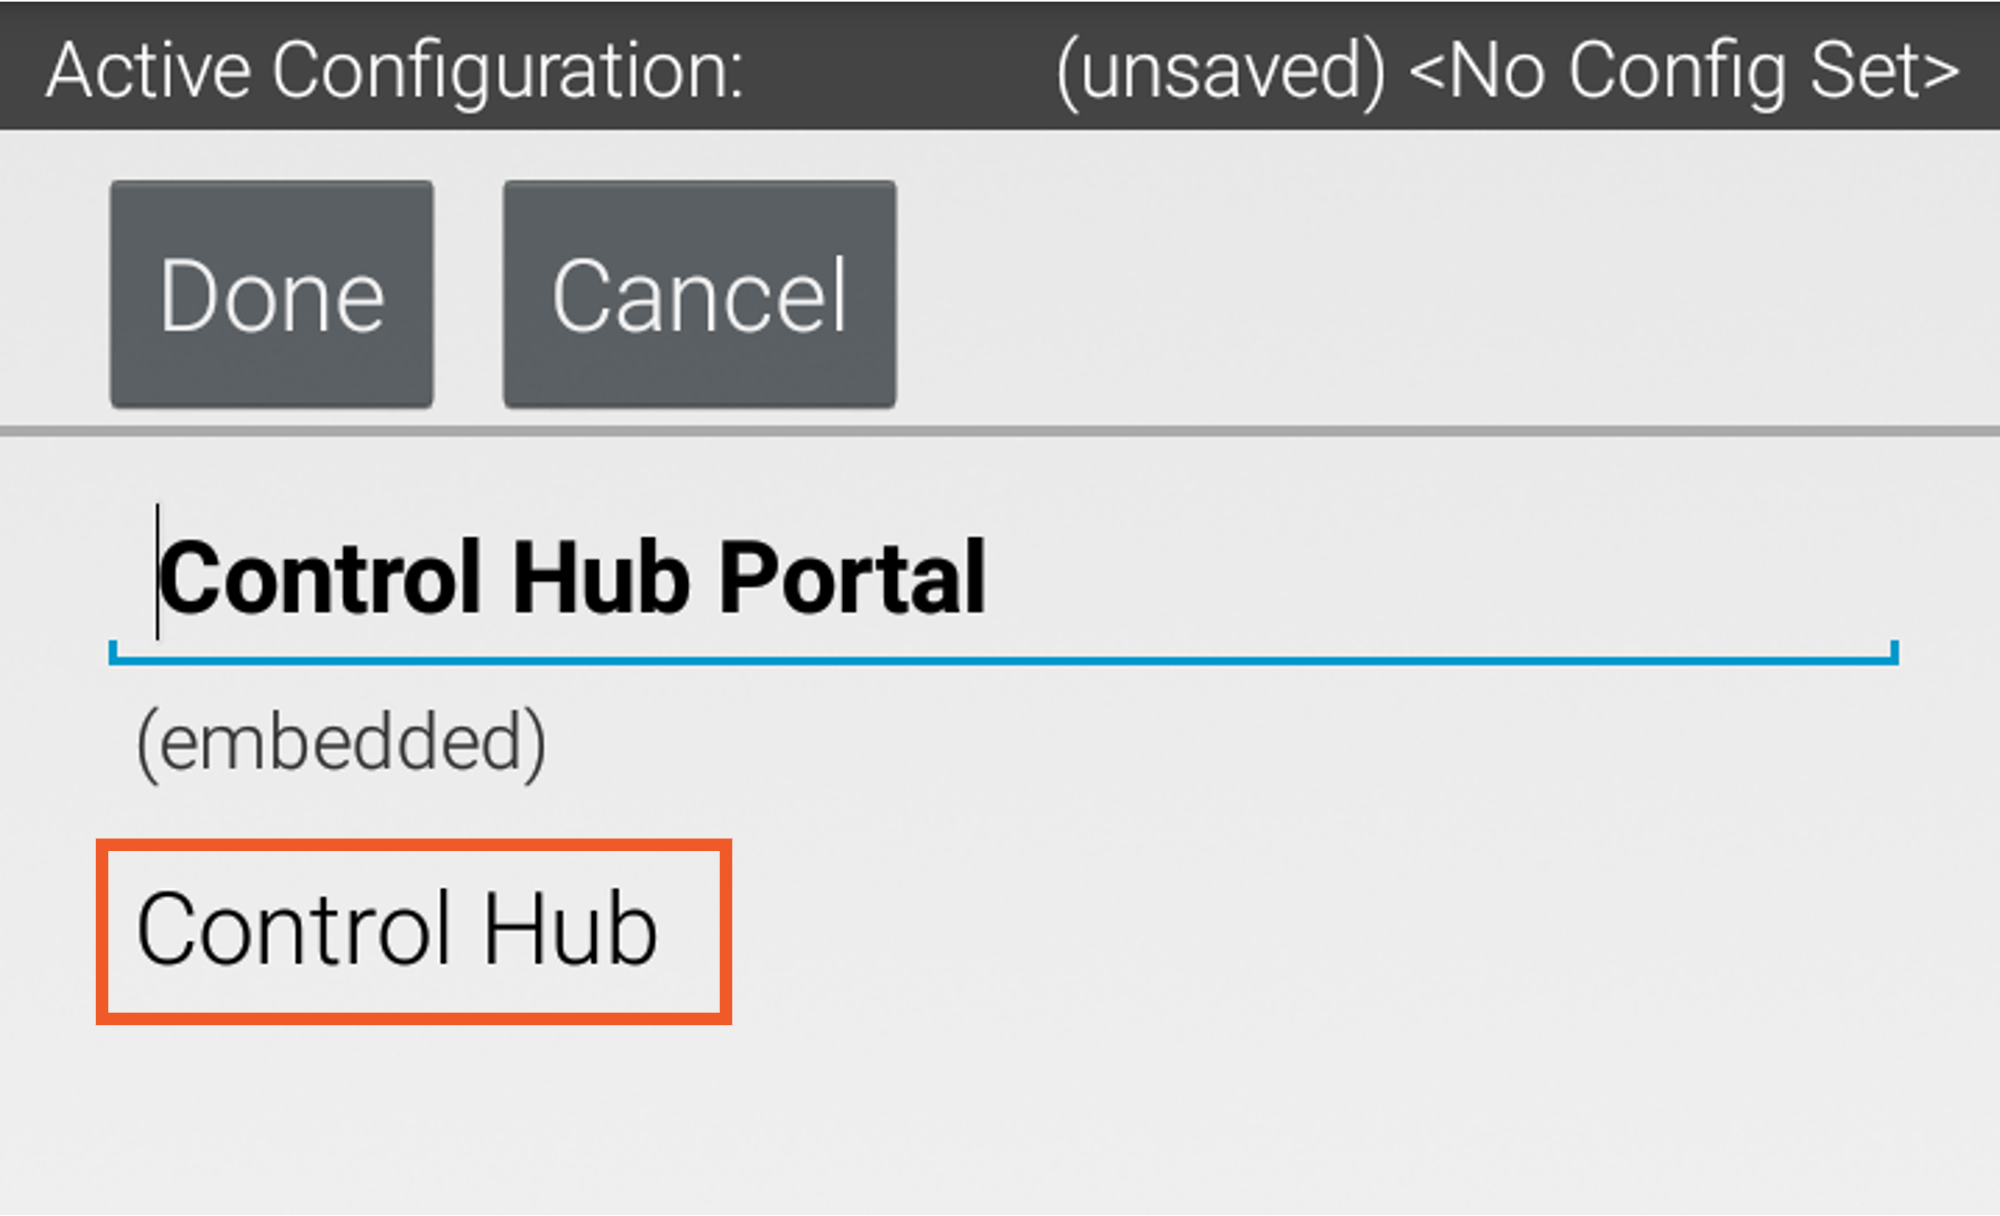 Active Configuration: (unsaved) <No Config Set>
Done Cancel
Control Hub Portal
(embedded)
Control Hub